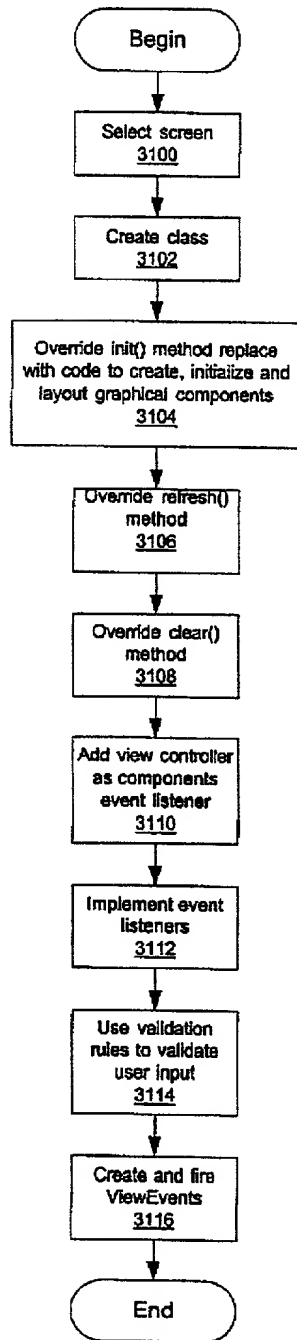 Begin
Select screen
3100
Create class
3102
Override init() method replace
with code to create, initialize and
layout graphical components
3104
Override refresh()
method
3106
Override clear()
method
3108
Add view controller
as components
event listener
3110
Implement event
listeners
3112
Use validation
rules to validate
user input
3114
Create and fire
ViewEvents
3116
End